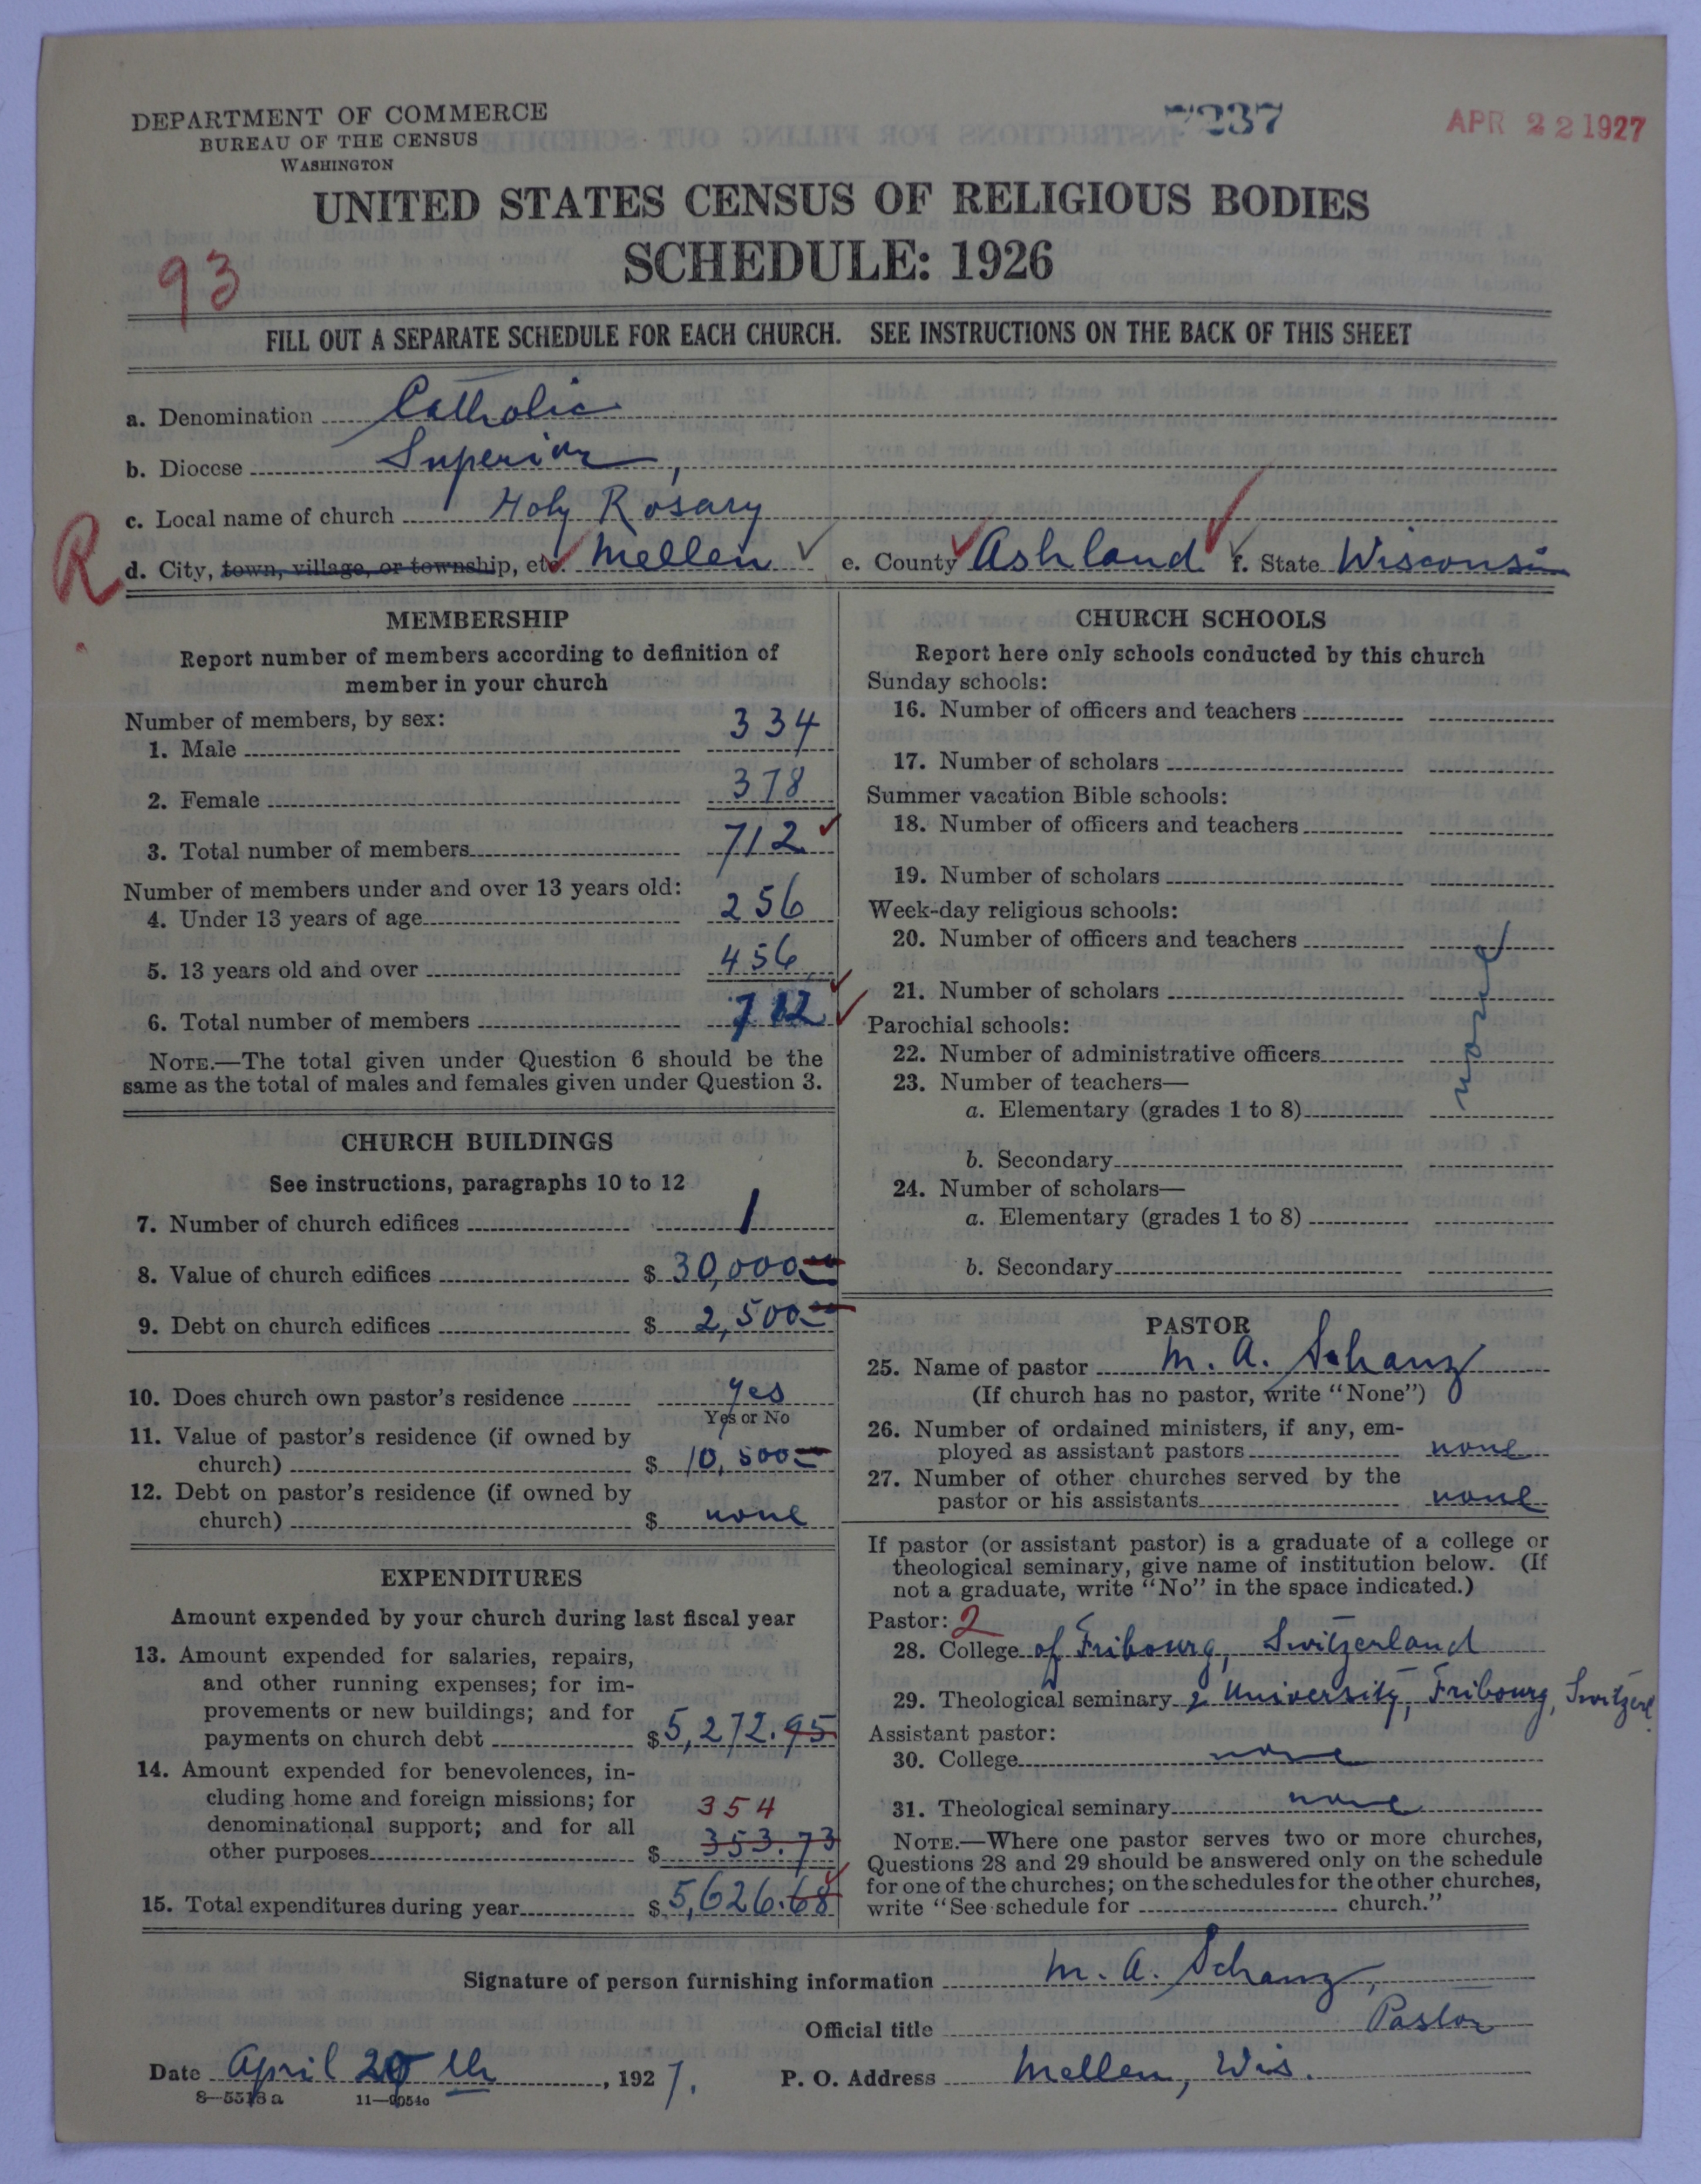 DEPARTMENT OF COMMERCE
BUREAU OF THE CENSUS
WASHINGTON
7237
APR 22 1927
UNITED STATES CENSUS OF RELIGIOUS BODIES
SCHEDULE: 1926
93
FILL OUT A SEPARATE SCHEDULE FOR EACH CHURCH. SEE INSTRUCTIONS ON THE BACK OF THIS SHEET
a. Denomination Catholic
b. Diocese Superior,
c. Local name of church Holy Rosary
R
d. City, town, village, or township, etc. Mellen e. County Ashland f. State Wisconsin
MEMBERSHIP
Report number of members according to definition of
member in your church
Number of members, by sex:
1. Male 334
2. Female 378
3. Total number of members 712
Number of members under and over 13 years old:
4. Under 13 years of age 256
5. 13 years old and over 456
6. Total number of members 712
NOTE.—The total given under Question 6 should be the
same as the total of males and females given under Question 3.
CHURCH BUILDINGS
See instructions, paragraphs 10 to 12
7. Number of church edifices 1
8. Value of church edifices $ 30,000
9. Debt on church edifices $ 2,500
10. Does church own pastor's residence yes
Yes or No
11. Value of pastor's residence (if owned by
church) $ 10,500
12. Debt on pastor's residence (if owned by
church) $ none
EXPENDITURES
Amount expended by your church during last fiscal year
13. Amount expended for salaries, repairs,
and other running expenses; for im-
provements or new buildings; and for
payments on church debt $ 5,272.95
14. Amount expended for benevolences, in-
cluding home and foreign missions; for
denominational support; and for all 354
other purposes $ 353.73
15. Total expenditures during year $ 5,626.68
CHURCH SCHOOLS
Report here only schools conducted by this church
Sunday schools:
16. Number of officers and teachers
17. Number of scholars
Summer vacation Bible schools:
18. Number of officers and teachers
19. Number of scholars
Week-day religious schools:
20. Number of officers and teachers
21. Number of scholars
none
Parochial schools:
22. Number of administrative officers
23. Number of teachers—
a. Elementary (grades 1 to 8)
b. Secondary
24. Number of scholars—
a. Elementary (grades 1 to 8)
b. Secondary
PASTOR
25. Name of pastor M. A. Schanz
(If church has no pastor, write "None")
26. Number of ordained ministers, if any, em-
ployed as assistant pastors none
27. Number of other churches served by the
pastor or his assistants none
If pastor (or assistant pastor) is a graduate of a college or
theological seminary, give name of institution below. (If
not a graduate, write "No" in the space indicated.)
Pastor: 2
28. College of Fribourg, Switzerland
29. Theological seminary 2 University, Fribourg, Switzerl.
Assistant pastor:
30. College none
31. Theological seminary none
NOTE.—Where one pastor serves two or more churches,
Questions 28 and 29 should be answered only on the schedule
for one of the churches; on the schedules for the other churches,
write "See schedule for church."
Signature of person furnishing information M. A. Schanz,
Official title Pastor
Date April 20th, 1927. P. O. Address Mellen, Wis.
8—5518a 11—9054a